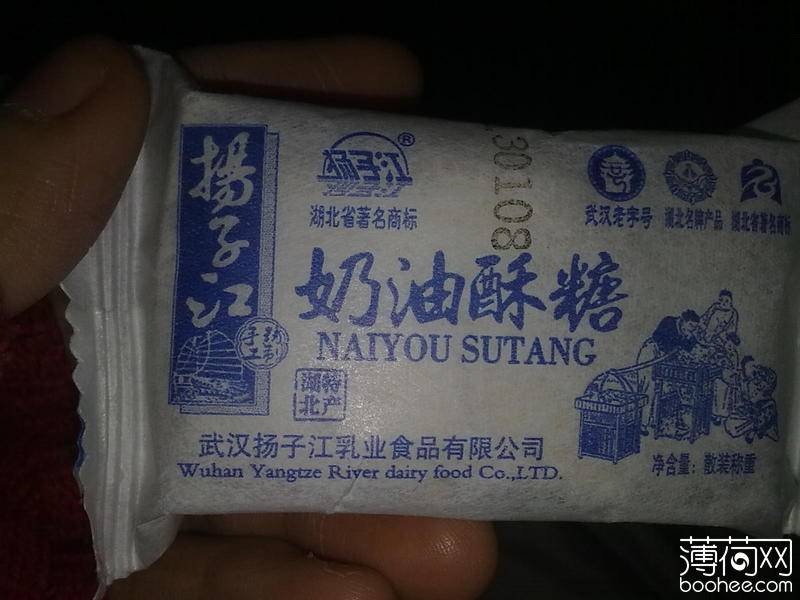 揚子江
手工
扬子江®
湖北省著名商标
30108
武汉老字号
湖北名牌产品
湖北省著名商标
奶油酥糖
NAIYOU SUTANG
湖北
特产
武汉扬子江乳业食品有限公司
Wuhan Yangtze River dairy food Co.,LTD.
净含量：散装称重
薄荷网
boohee.com